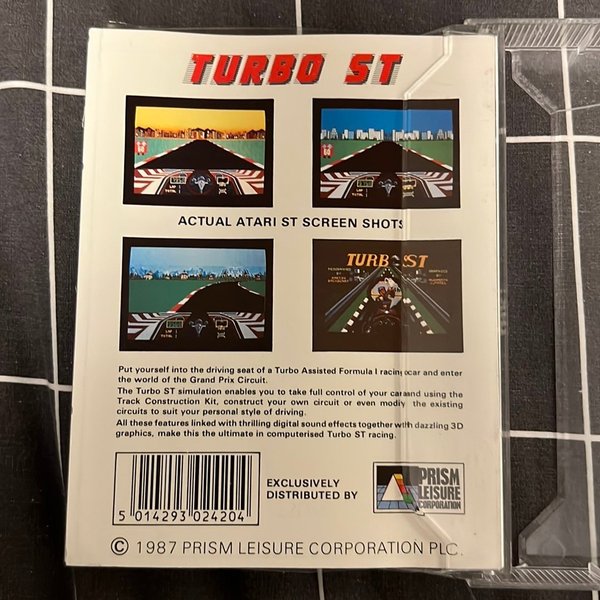 TURBO ST
ACTUAL ATARI ST SCREEN SHOTS
TURBO ST
Put yourself into the driving seat of a Turbo Assisted Formula I racing car and enter
the world of the Grand Prix Circuit.
The Turbo ST simulation enables you to take full control of your car and using the
Track Construction Kit, construct your own circuit or even modiy the existing
circuits to suit your personal style of driving.
All these features linked with thrilling digital sound effects together with dazzling 3D
graphics, make this the ultimate in computerised Turbo ST racing.
5 014293 024204
EXCLUSIVELY
DISTRIBUTED BY
PRISM
LEISURE
CORPORATION
© 1987 PRISM LEISURE CORPORATION PLC.